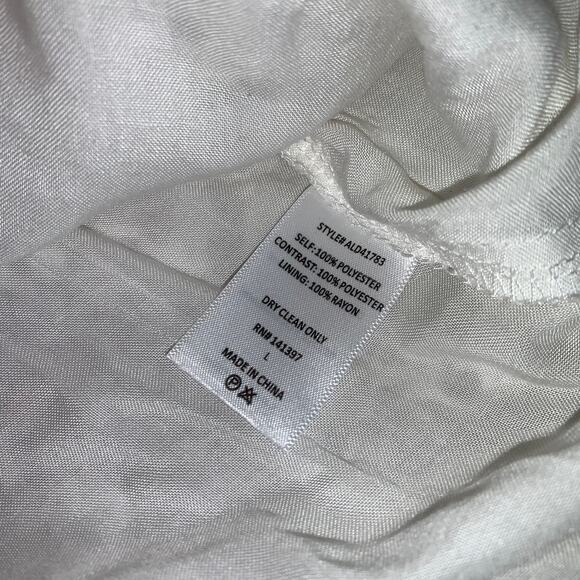 STYLE# ALD41783
SELF:100% POLYESTER
CONTRAST: 100% POLYESTER
LINING: 100% RAYON
DRY CLEAN ONLY
RN# 141397
L
MADE IN CHINA
P